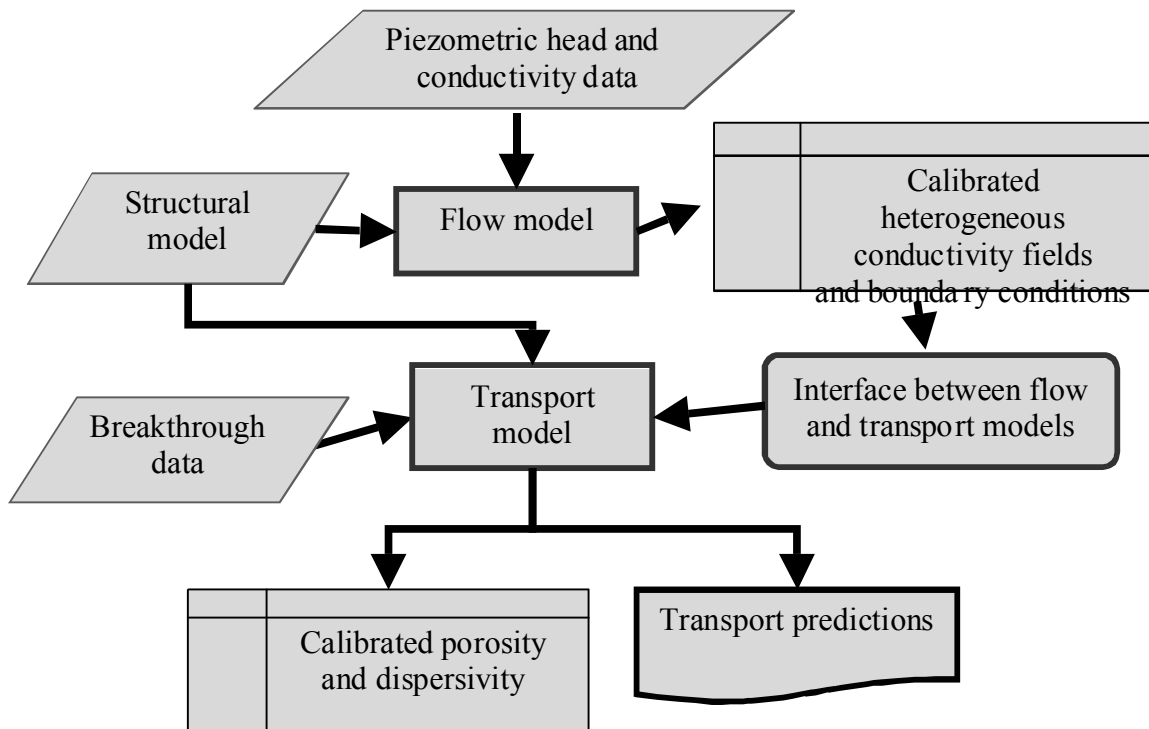 Piezometric head and
conductivity data
Structural
model
Flow model
Calibrated
heterogeneous
conductivity fields
and boundary conditions
Breakthrough
data
Transport
model
Interface between flow
and transport models
Calibrated porosity
and dispersivity
Transport predictions